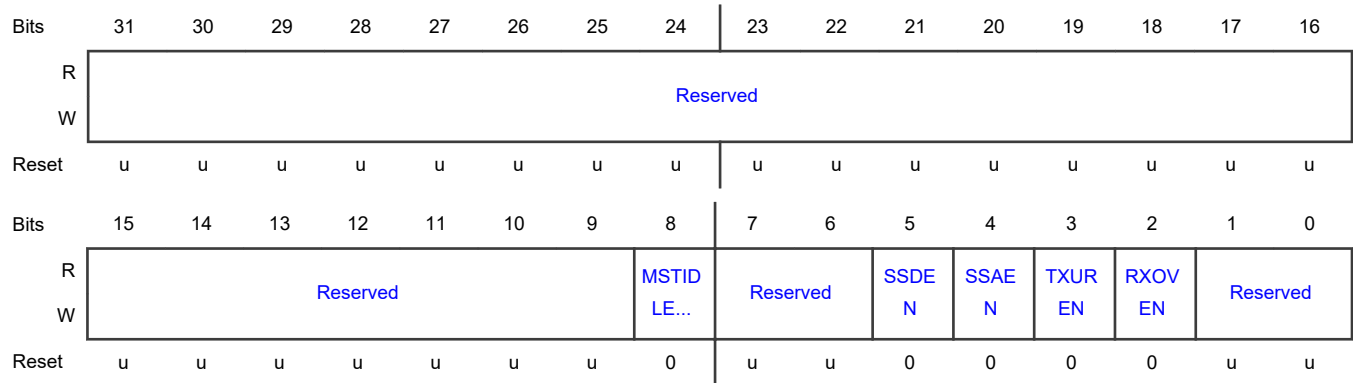 Bits 31 30 29 28 27 26 25 24 23 22 21 20 19 18 17 16
R
Reserved
W
Reset u u u u u u u u u u u u u u u u
Bits 15 14 13 12 11 10 9 8 7 6 5 4 3 2 1 0
R MSTID SSDE SSAE TXUR RXOV
Reserved Reserved Reserved
W LE... N N EN EN
Reset u u u u u u u 0 u u 0 0 0 0 u u